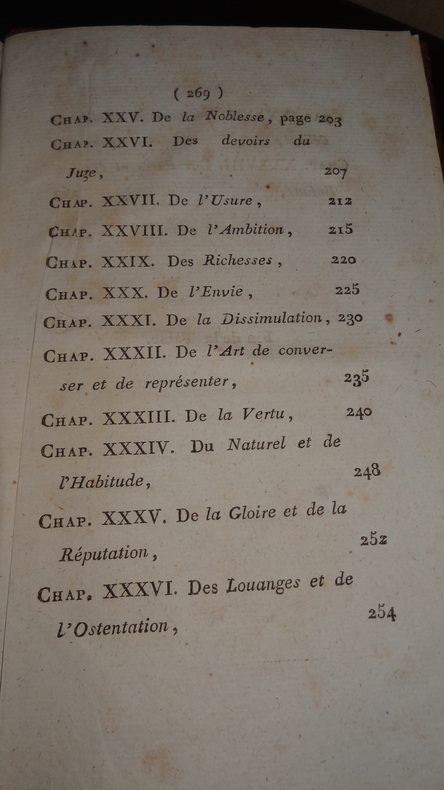 ( 269 )
CHAP. XXV. De la Noblesse, page 203
CHAP. XXVI. Des devoirs du
Juge, 207
CHAP. XXVII. De l'Usure, 212
CHAP. XXVIII. De l'Ambition, 215
CHAP. XXIX. Des Richesses, 220
CHAP. XXX. De l'Envie, 225
CHAP. XXXI. De la Dissimulation, 230
CHAP. XXXII. De l'Art de conver-
ser et de représenter, 235
CHAP. XXXIII. De la Vertu, 240
CHAP. XXXIV. Du Naturel et de
l'Habitude, 248
CHAP. XXXV. De la Gloire et de la
Réputation, 252
CHAP. XXXVI. Des Louanges et de
l'Ostentation, 254